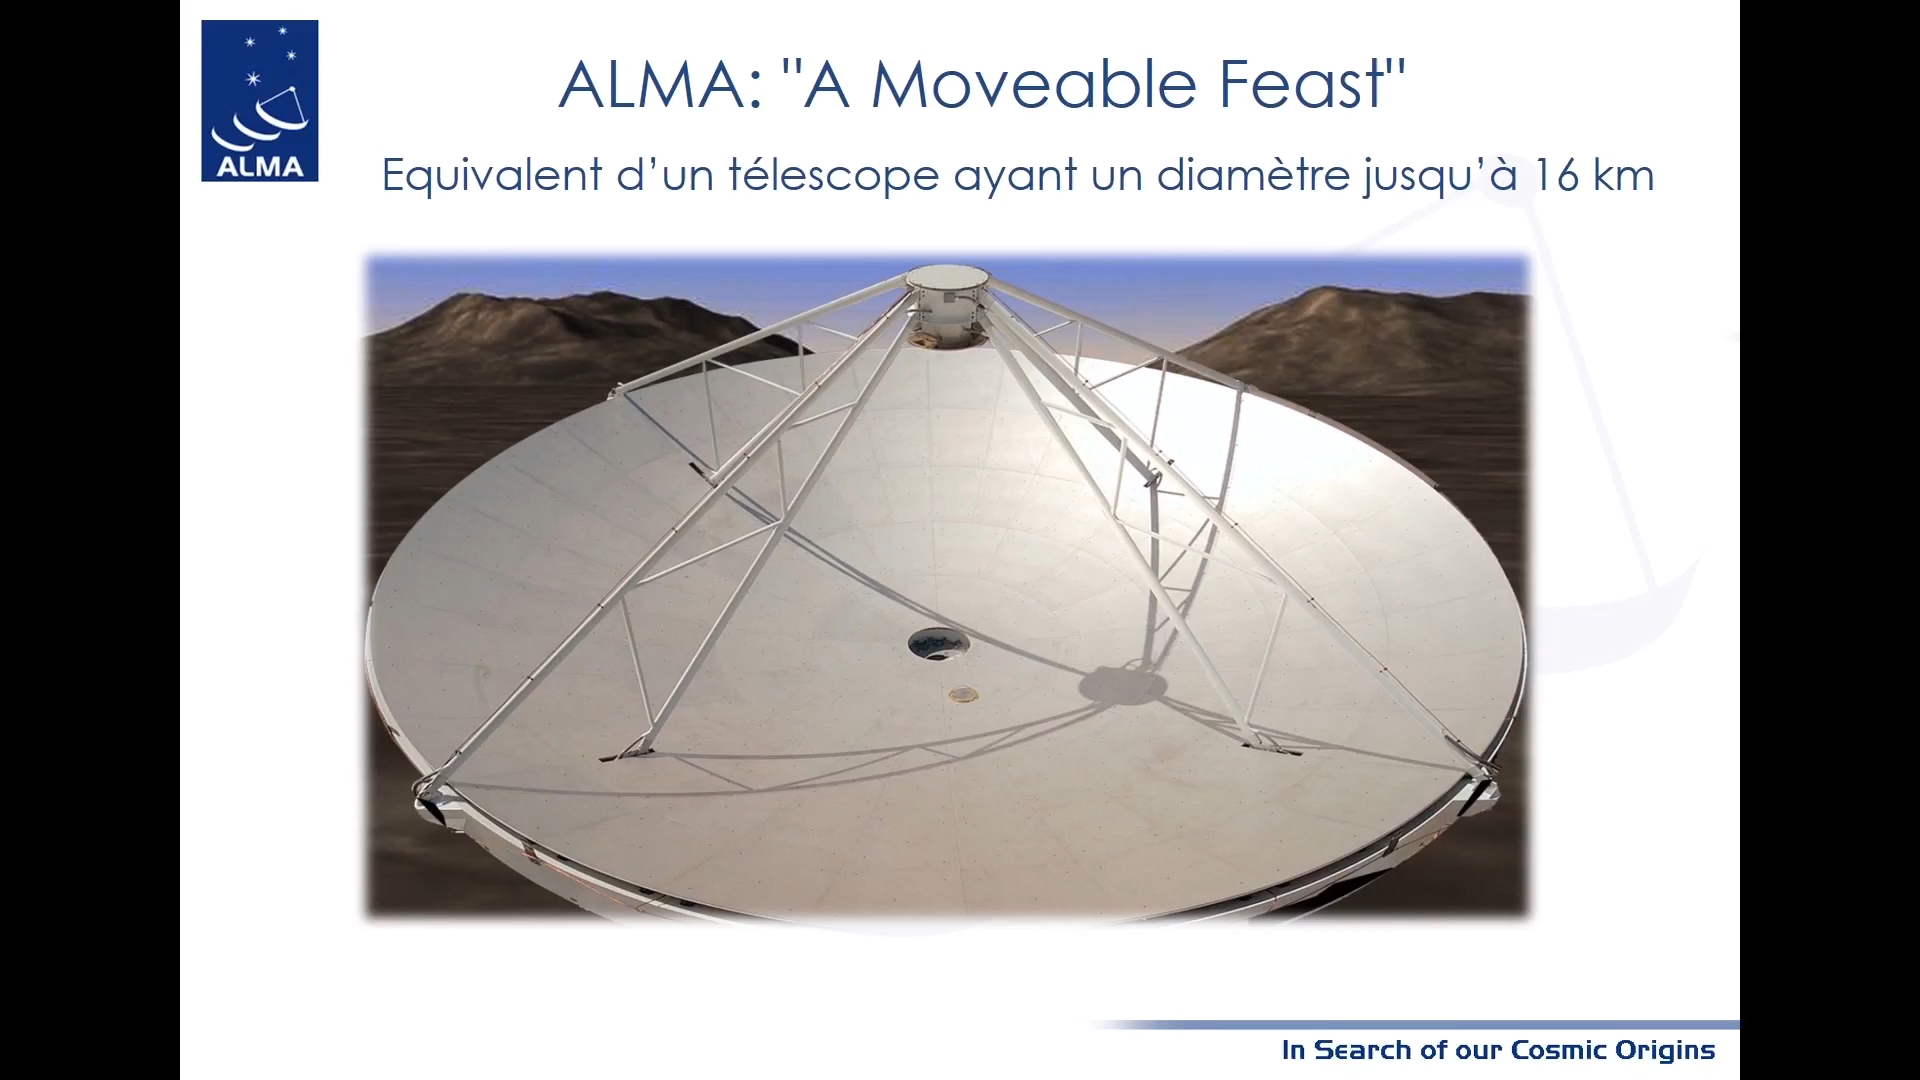 ALMA
ALMA: "A Moveable Feast"
Equivalent d’un télescope ayant un diamètre jusqu’à 16 km
In Search of our Cosmic Origins